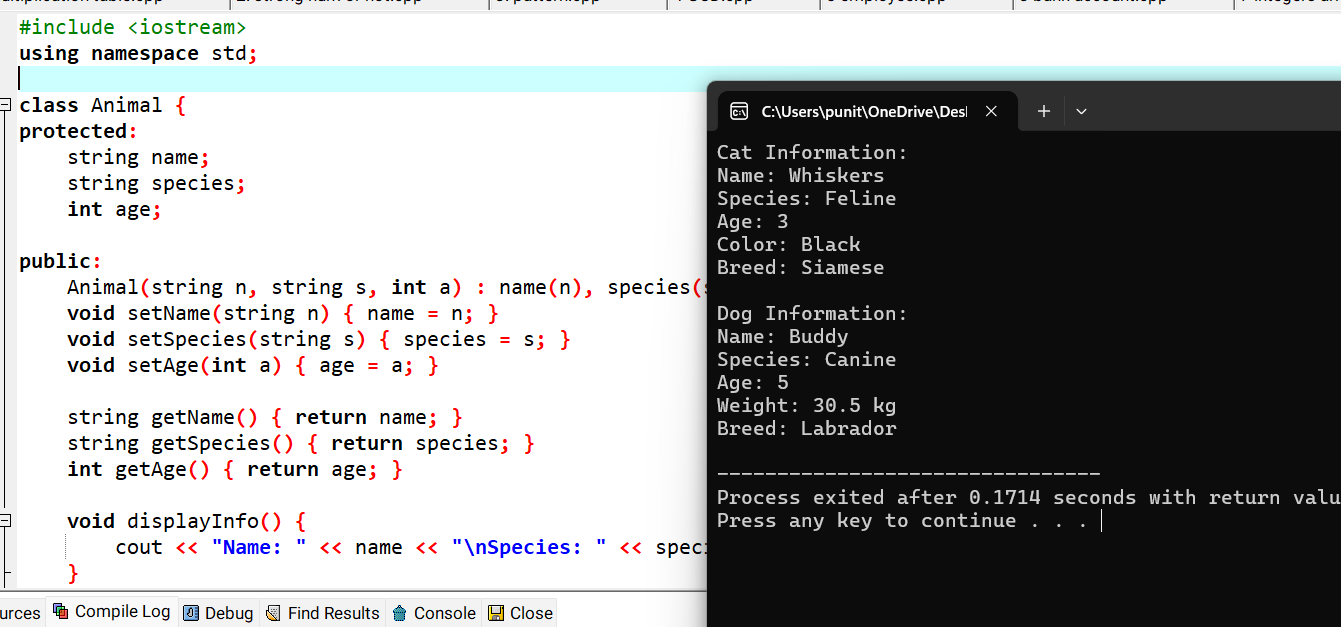 #include <iostream>
using namespace std;
class Animal {
protected:
string name;
string species;
int age;
public:
Animal(string n, string s, int a) : name(n), species(
void setName(string n) { name = n; }
void setSpecies(string s) { species = s; }
void setAge(int a) { age = a; }
string getName() { return name; }
string getSpecies() { return species; }
int getAge() { return age; }
void displayInfo() {
cout << "Name: " << name << "\nSpecies: " <<
}
Compile Log Debug Find Results Console Close
C:\Users\punit\OneDrive\Desl
Cat Information:
Name: Whiskers
Species: Feline
Age: 3
Color: Black
Breed: Siamese
Dog Information:
Name: Buddy
Species: Canine
Age: 5
Weight: 30.5 kg
Breed: Labrador
--------------------------------
Process exited after 0.1714 seconds with return valu
Press any key to continue . . .